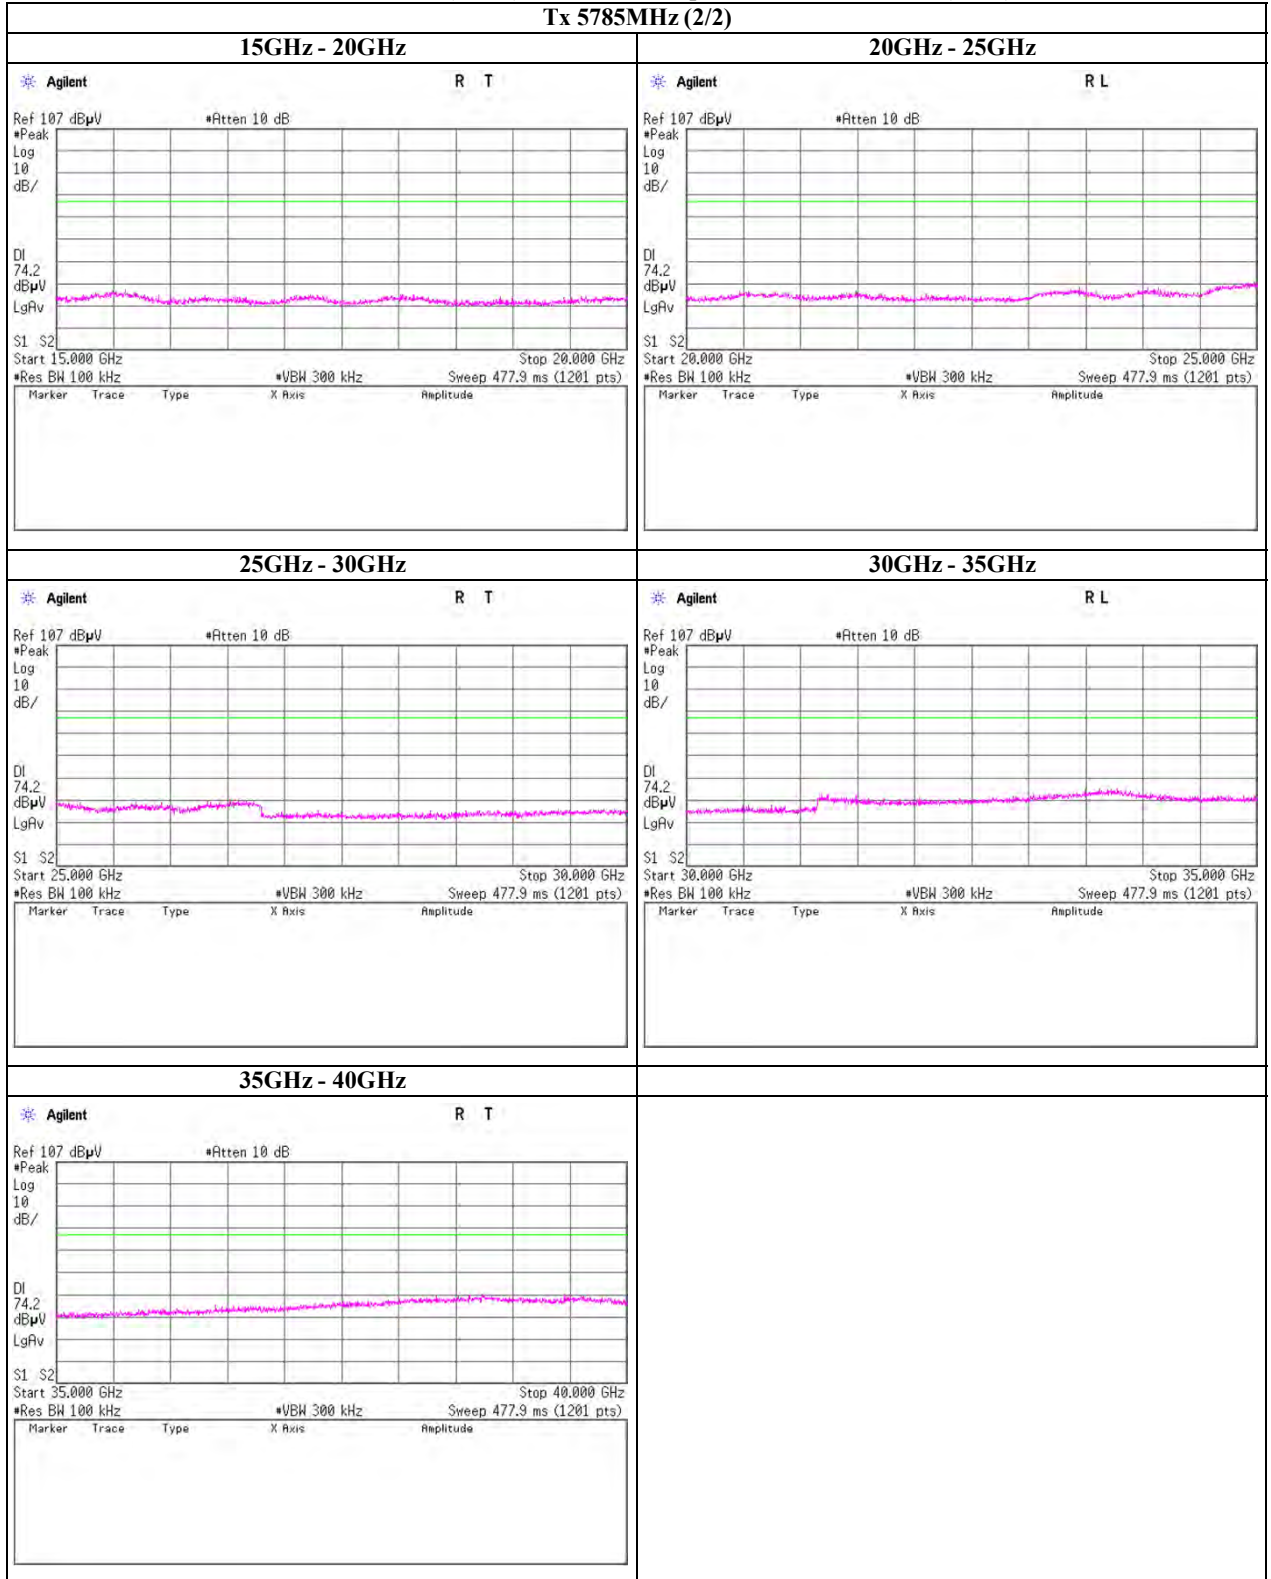 Tx 5785MHz (2/2)
15GHz - 20GHz
20GHz - 25GHz
Agilent R T
Ref 107 dBµV #Atten 10 dB
#Peak
Log
10
dB/
DI
74.2
dBµV
LgAv
S1 S2
Start 15.000 GHz Stop 20.000 GHz
#Res BW 100 kHz #VBW 300 kHz Sweep 477.9 ms (1201 pts)
Marker Trace Type X Axis Amplitude
Agilent R L
Ref 107 dBµV #Atten 10 dB
#Peak
Log
10
dB/
DI
74.2
dBµV
LgAv
S1 S2
Start 20.000 GHz Stop 25.000 GHz
#Res BW 100 kHz #VBW 300 kHz Sweep 477.9 ms (1201 pts)
Marker Trace Type X Axis Amplitude
25GHz - 30GHz
30GHz - 35GHz
Agilent R T
Ref 107 dBµV #Atten 10 dB
#Peak
Log
10
dB/
DI
74.2
dBµV
LgAv
S1 S2
Start 25.000 GHz Stop 30.000 GHz
#Res BW 100 kHz #VBW 300 kHz Sweep 477.9 ms (1201 pts)
Marker Trace Type X Axis Amplitude
Agilent R L
Ref 107 dBµV #Atten 10 dB
#Peak
Log
10
dB/
DI
74.2
dBµV
LgAv
S1 S2
Start 30.000 GHz Stop 35.000 GHz
#Res BW 100 kHz #VBW 300 kHz Sweep 477.9 ms (1201 pts)
Marker Trace Type X Axis Amplitude
35GHz - 40GHz
Agilent R T
Ref 107 dBµV #Atten 10 dB
#Peak
Log
10
dB/
DI
74.2
dBµV
LgAv
S1 S2
Start 35.000 GHz Stop 40.000 GHz
#Res BW 100 kHz #VBW 300 kHz Sweep 477.9 ms (1201 pts)
Marker Trace Type X Axis Amplitude